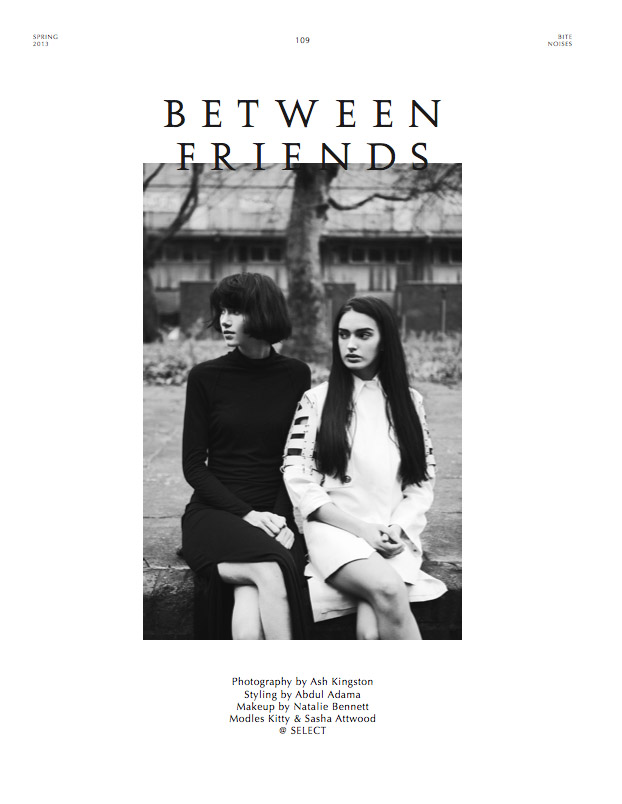 SPRING
2013
109
BITE
NOISES
BETWEEN
FRIENDS
Photography by Ash Kingston
Styling by Abdul Adama
Makeup by Natalie Bennett
Modles Kitty & Sasha Attwood
@ SELECT